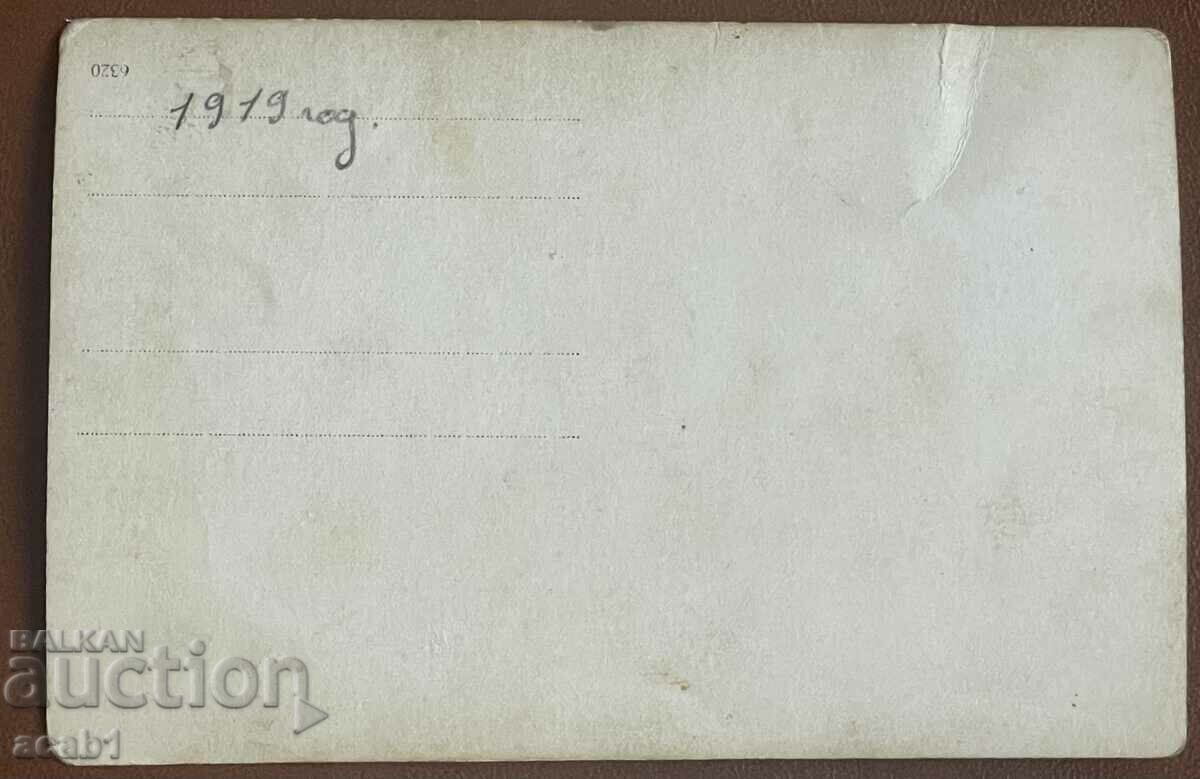 6320
1919 год.
BALKAN
auction
acab1